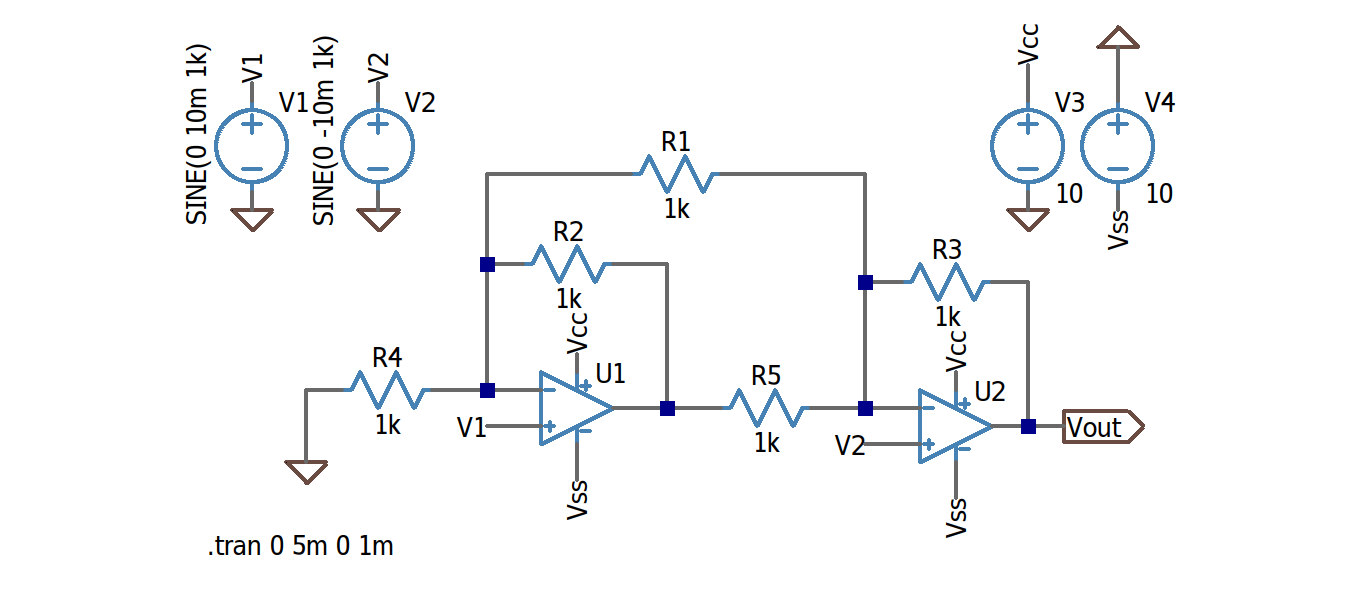 SINE(0 10m 1k)
V1
V1
SINE(0 -10m 1k)
V2
V2
Vcc
V3
10
V4
10
Vss
R1
1k
R2
1k
R3
1k
Vcc
U1
Vss
R4
1k
V1
R5
1k
Vcc
U2
V2
Vss
Vout
.tran 0 5m 0 1m